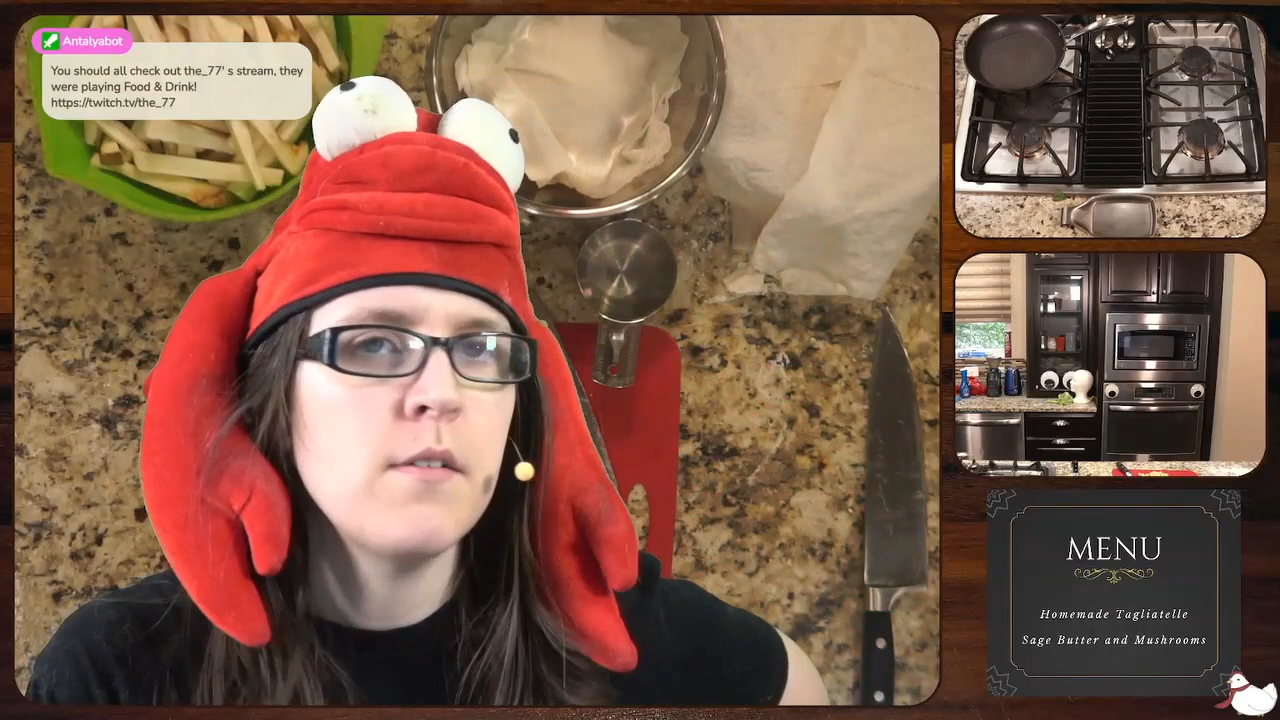 Antalyabot
You should all check out the_77' s stream, they
were playing Food & Drink!
https://twitch.tv/the_77
MENU
Homemade Tagliatelle
Sage Butter and Mushrooms